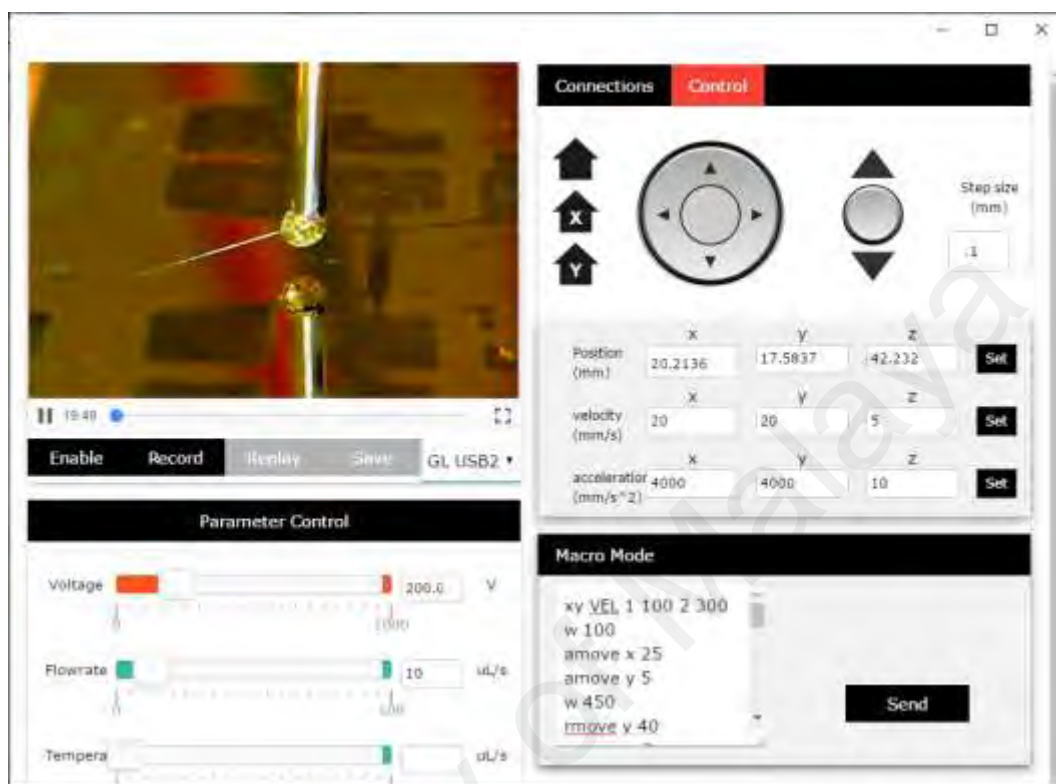 Connections Control
X
Y
Step size
(mm)
.1
x y z
Position
(mm) 20.2136 17.5837 42.232 Set
x y z
velocity
(mm/s) 20 20 5 Set
x y z
acceleration
(mm/s^2) 4000 4000 10 Set
19:49
Enable Record Replay Save GL USB2
Parameter Control
Voltage 200.0 V
0 1000
Flowrate 10 uL/s
0
Tempera uL/s
Macro Mode
xy VEL 1 100 2 300
w 100
amove x 25
amove y 5
w 450
rmove y 40
Send
of Malaya